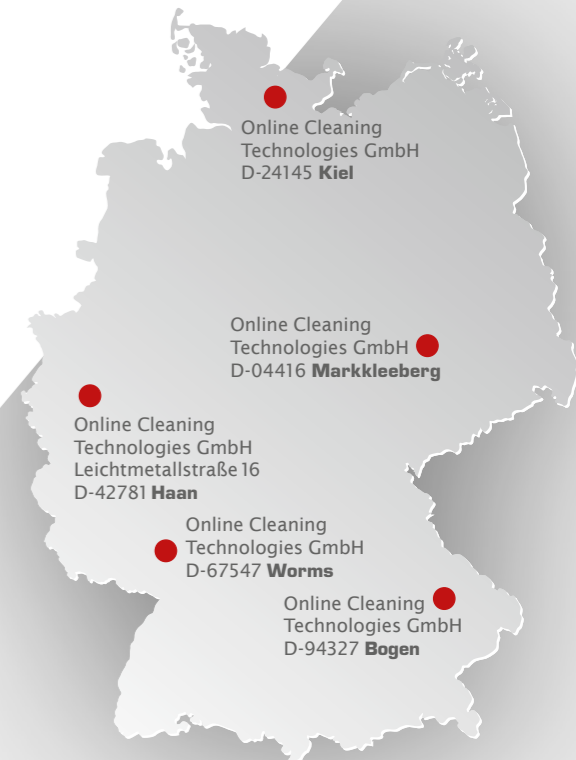 Online Cleaning
Technologies GmbH
D-24145 Kiel
Online Cleaning
Technologies GmbH
D-04416 Markkleeberg
Online Cleaning
Technologies GmbH
Leichtmetallstraße 16
D-42781 Haan
Online Cleaning
Technologies GmbH
D-67547 Worms
Online Cleaning
Technologies GmbH
D-94327 Bogen